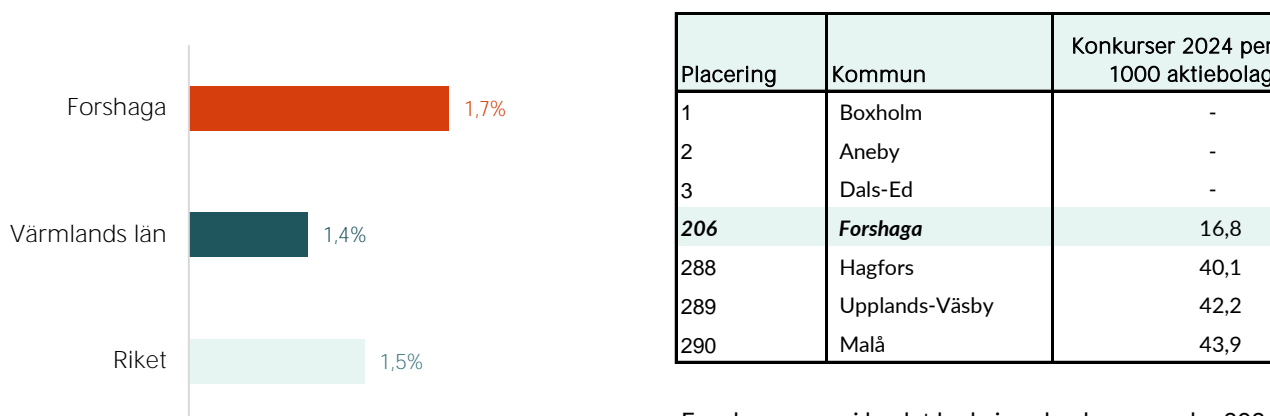 Forshaga
1,7%
Värmlands län
1,4%
Riket
1,5%
Placering Kommun Konkurser 2024 per
1000 aktiebolag
1 Boxholm -
2 Aneby -
3 Dals-Ed -
206 Forshaga 16,8
288 Hagfors 40,1
289 Upplands-Väsby 42,2
290 Malå 43,9